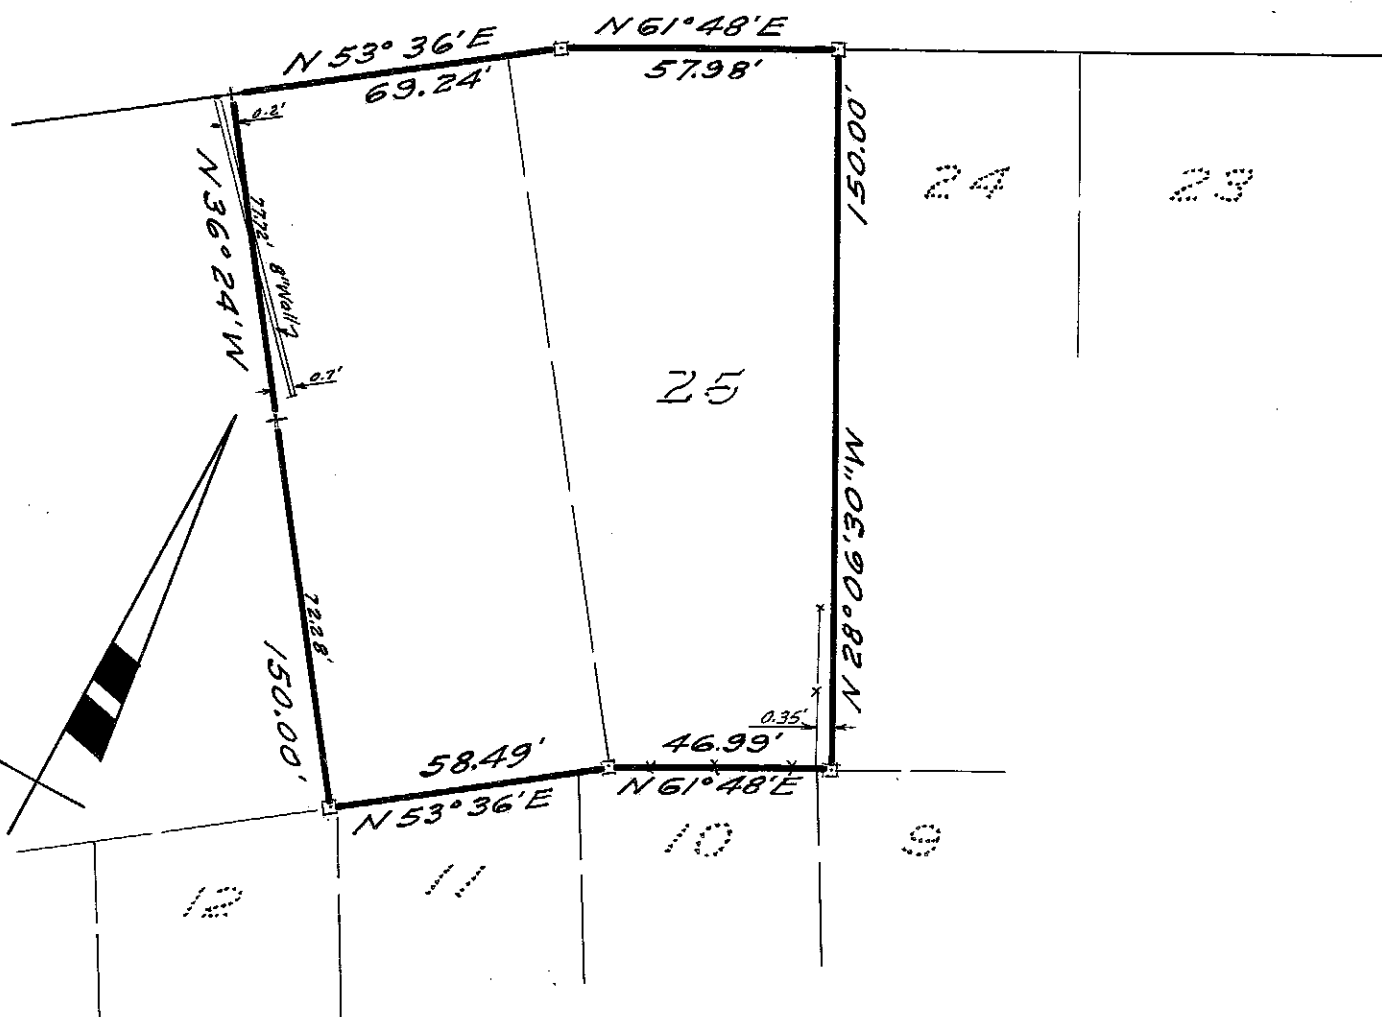 N 53° 36' E
69.24'
N 61° 48' E
57.98'
0.2'
N 36° 24' W
77.72'
8" Wall
0.7'
150.00'
24
23
25
N 28° 06' 30" W
72.28'
150.00'
0.35'
58.49'
N 53° 36' E
46.99'
N 61° 48' E
12
11
10
9